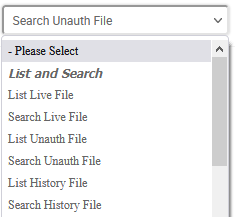 Search Unauth File
- Please Select
List and Search
List Live File
Search Live File
List Unauth File
Search Unauth File
List History File
Search History File